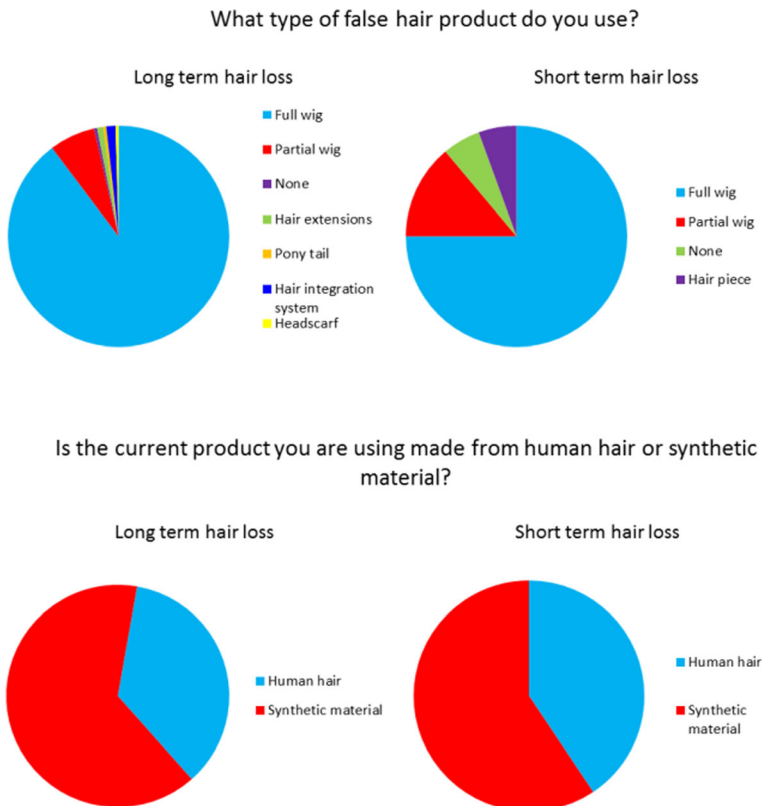 What type of false hair product do you use?
Long term hair loss
Short term hair loss
Full wig
Partial wig
None
Hair extensions
Pony tail
Hair integration
system
Headscarf
Full wig
Partial wig
None
Hair piece
Is the current product you are using made from human hair or synthetic
material?
Long term hair loss
Short term hair loss
Human hair
Synthetic material
Human hair
Synthetic
material